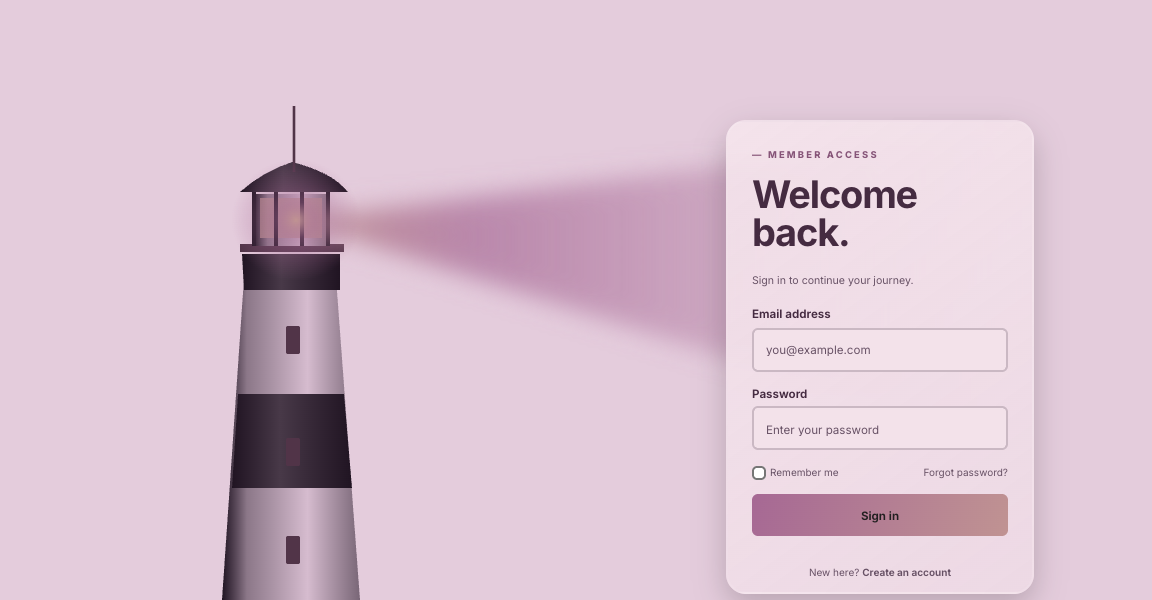 — MEMBER ACCESS
Welcome
back.
Sign in to continue your journey.
Email address
you@example.com
Password
Enter your password
Remember me
Forgot password?
Sign in
New here? Create an account